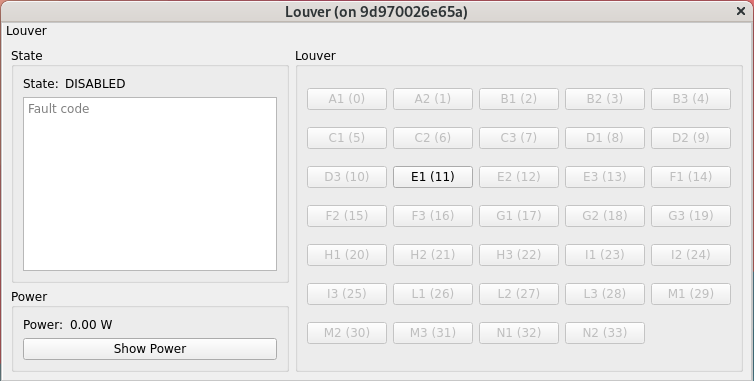 Louver (on 9d970026e65a)
Louver
State
State: DISABLED
Fault code
Power
Power: 0.00 W
Show Power
Louver
A1 (0) A2 (1) B1 (2) B2 (3) B3 (4)
C1 (5) C2 (6) C3 (7) D1 (8) D2 (9)
D3 (10) E1 (11) E2 (12) E3 (13) F1 (14)
F2 (15) F3 (16) G1 (17) G2 (18) G3 (19)
H1 (20) H2 (21) H3 (22) I1 (23) I2 (24)
I3 (25) L1 (26) L2 (27) L3 (28) M1 (29)
M2 (30) M3 (31) N1 (32) N2 (33)